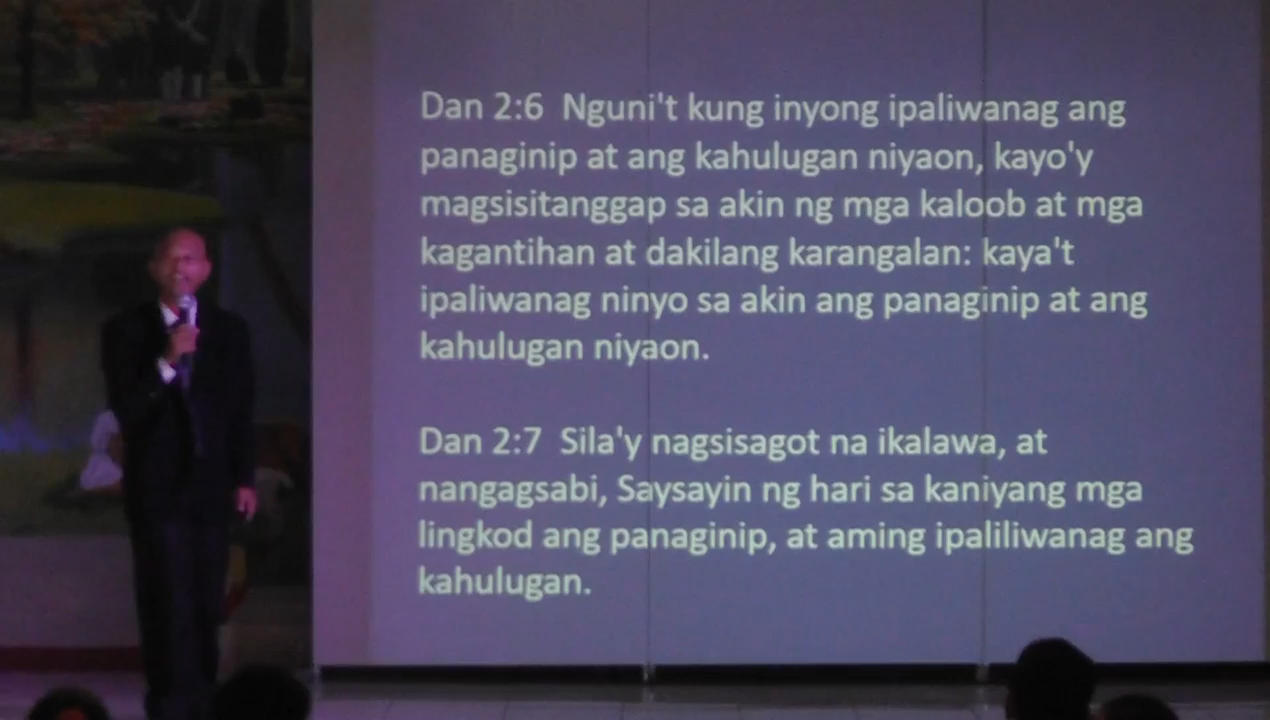 Dan 2:6  Nguni't kung inyong ipaliwanag ang
panaginip at ang kahulugan niyaon, kayo'y
magsisitanggap sa akin ng mga kaloob at mga
kagantihan at dakilang karangalan: kaya't
ipaliwanag ninyo sa akin ang panaginip at ang
kahulugan niyaon.
Dan 2:7  Sila'y nagsisagot na ikalawa, at
nangagsabi, Saysayin ng hari sa kaniyang mga
lingkod ang panaginip, at aming ipaliliwanag ang
kahulugan.